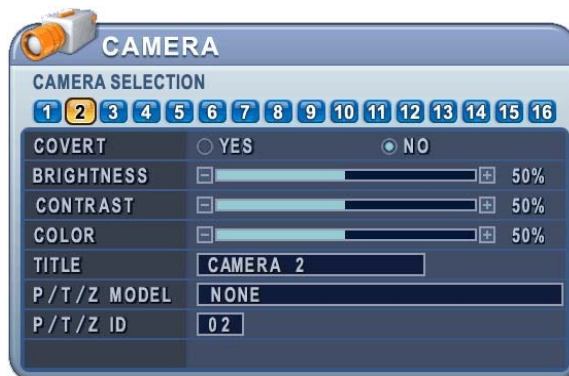 CAMERA
CAMERA SELECTION
1 2 3 4 5 6 7 8 9 10 11 12 13 14 15 16
COVERT YES NO
BRIGHTNESS 50%
CONTRAST 50%
COLOR 50%
TITLE CAMERA 2
P/T/Z MODEL NONE
P/T/Z ID 02